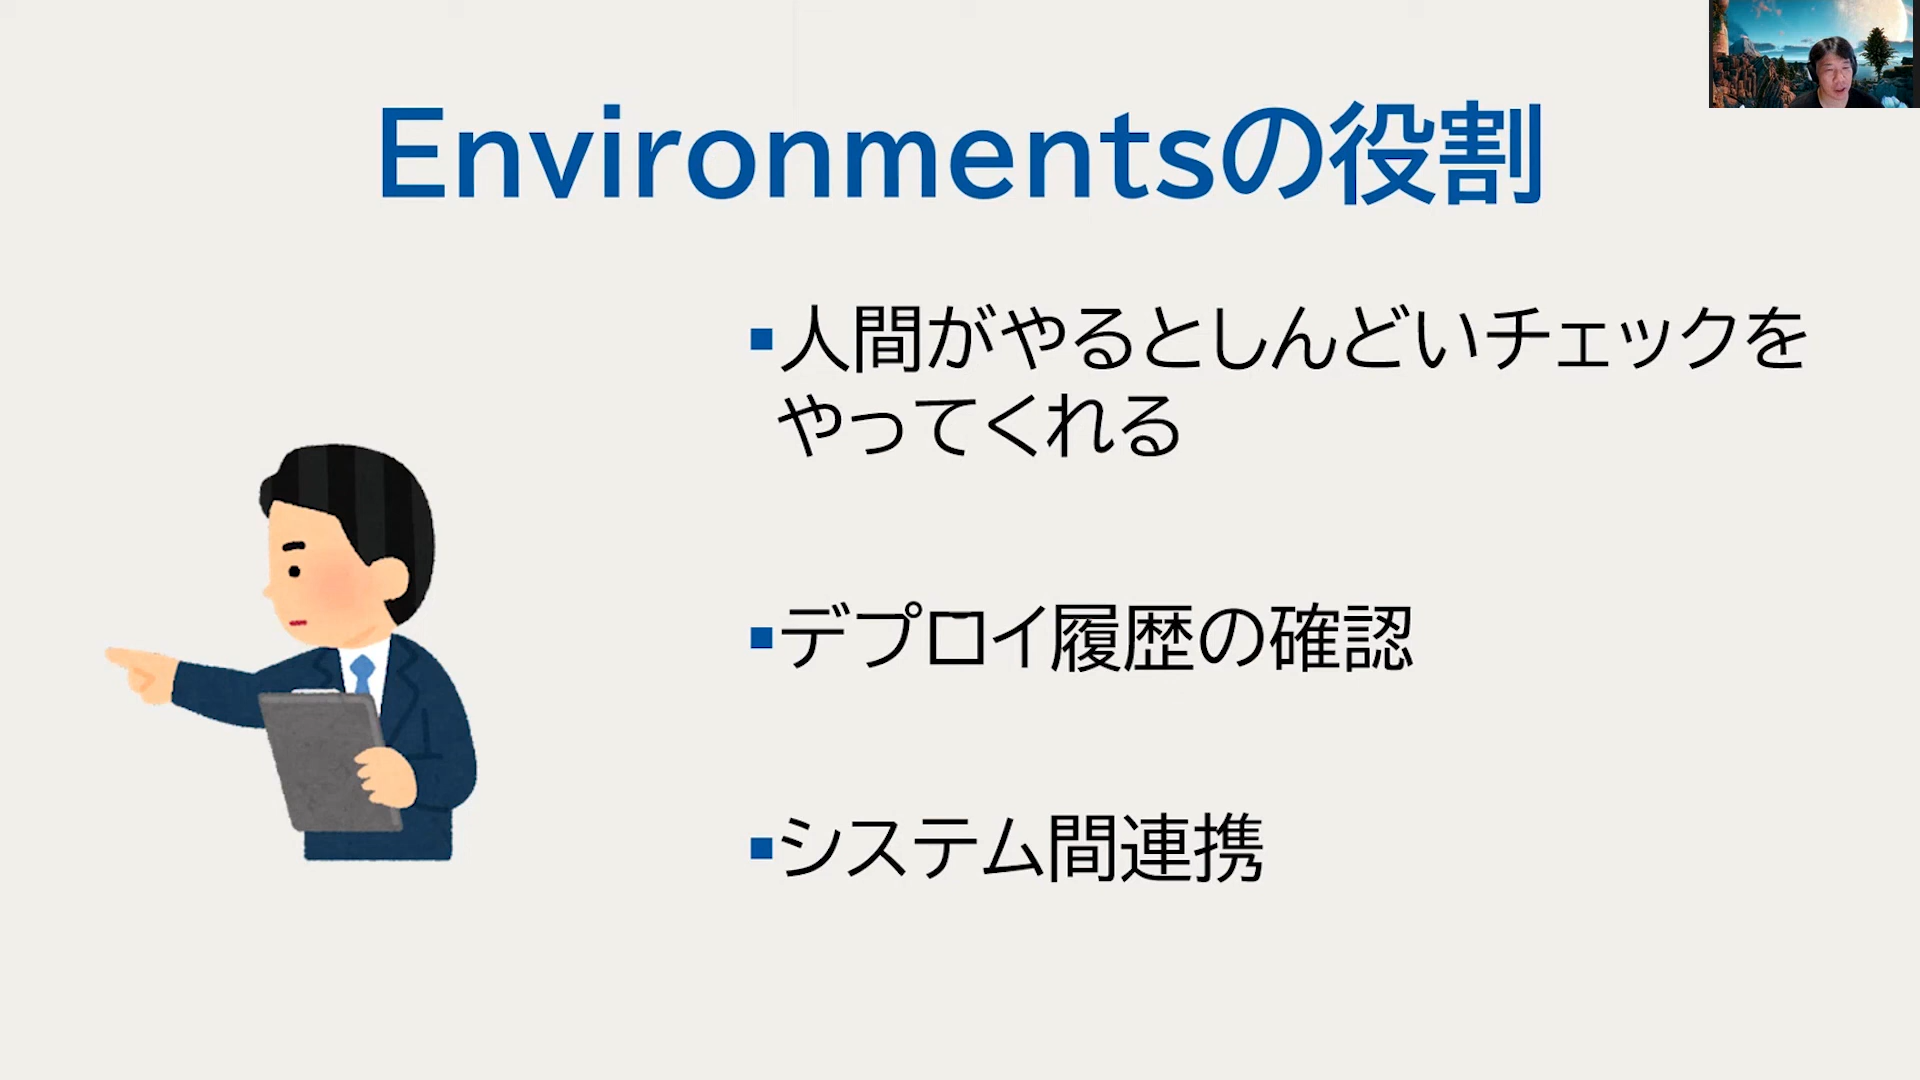 Environmentsの役割
▪人間がやるとしんどいチェックを
やってくれる
▪デプロイ履歴の確認
▪システム間連携